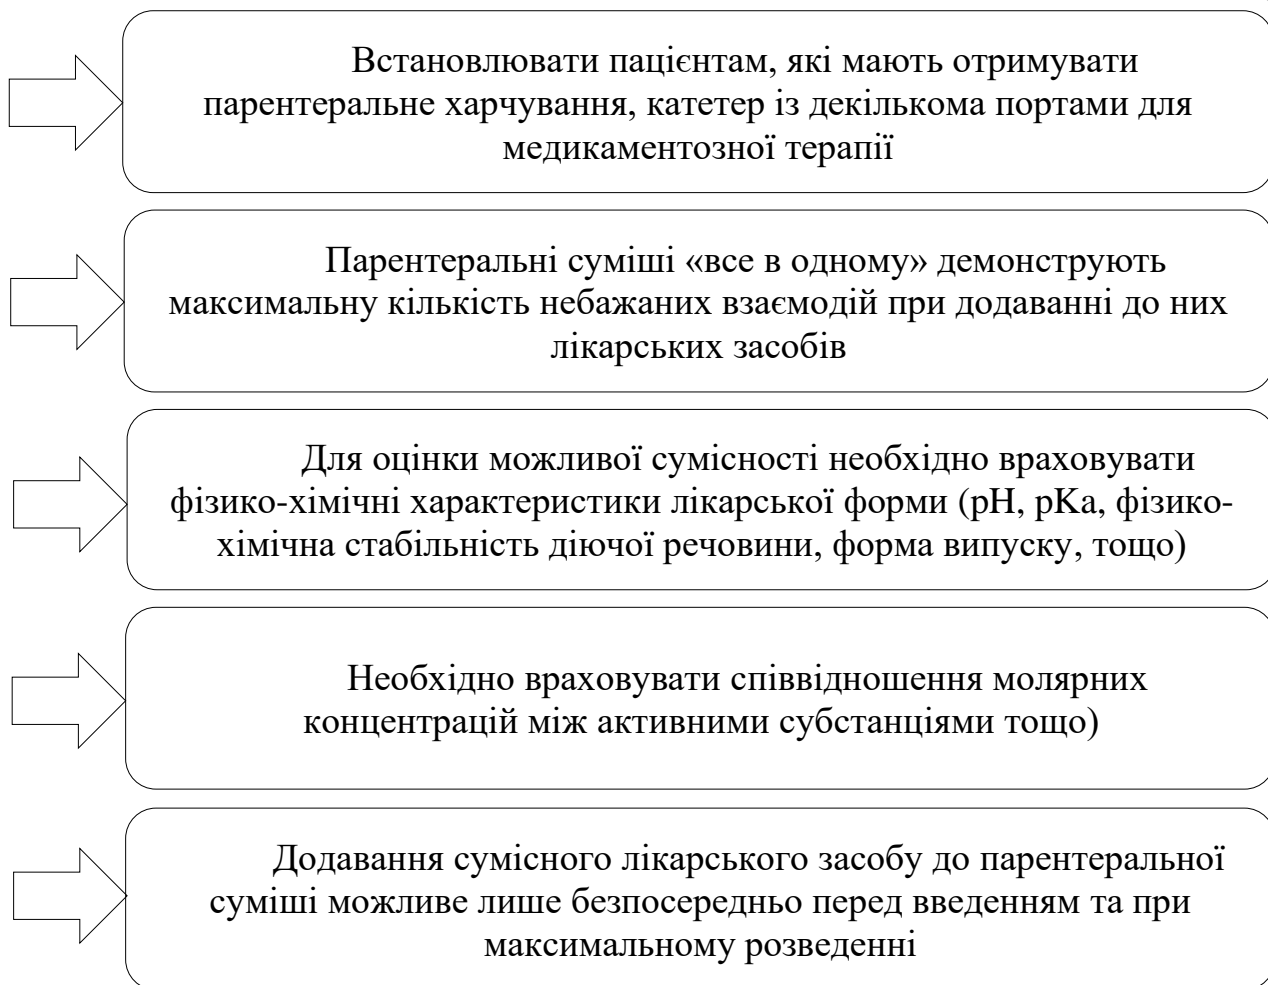 Встановлювати пацієнтам, які мають отримувати
парентеральне харчування, катетер із декількома портами для
медикаментозної терапії
Парентеральні суміші «все в одному» демонструють
максимальну кількість небажаних взаємодій при додаванні до них
лікарських засобів
Для оцінки можливої сумісності необхідно враховувати
фізико-хімічні характеристики лікарської форми (pH, pKa, фізико-
хімічна стабільність діючої речовини, форма випуску, тощо)
Необхідно враховувати співвідношення молярних
концентрацій між активними субстанціями тощо)
Додавання сумісного лікарського засобу до парентеральної
суміші можливе лише безпосередньо перед введенням та при
максимальному розведенні